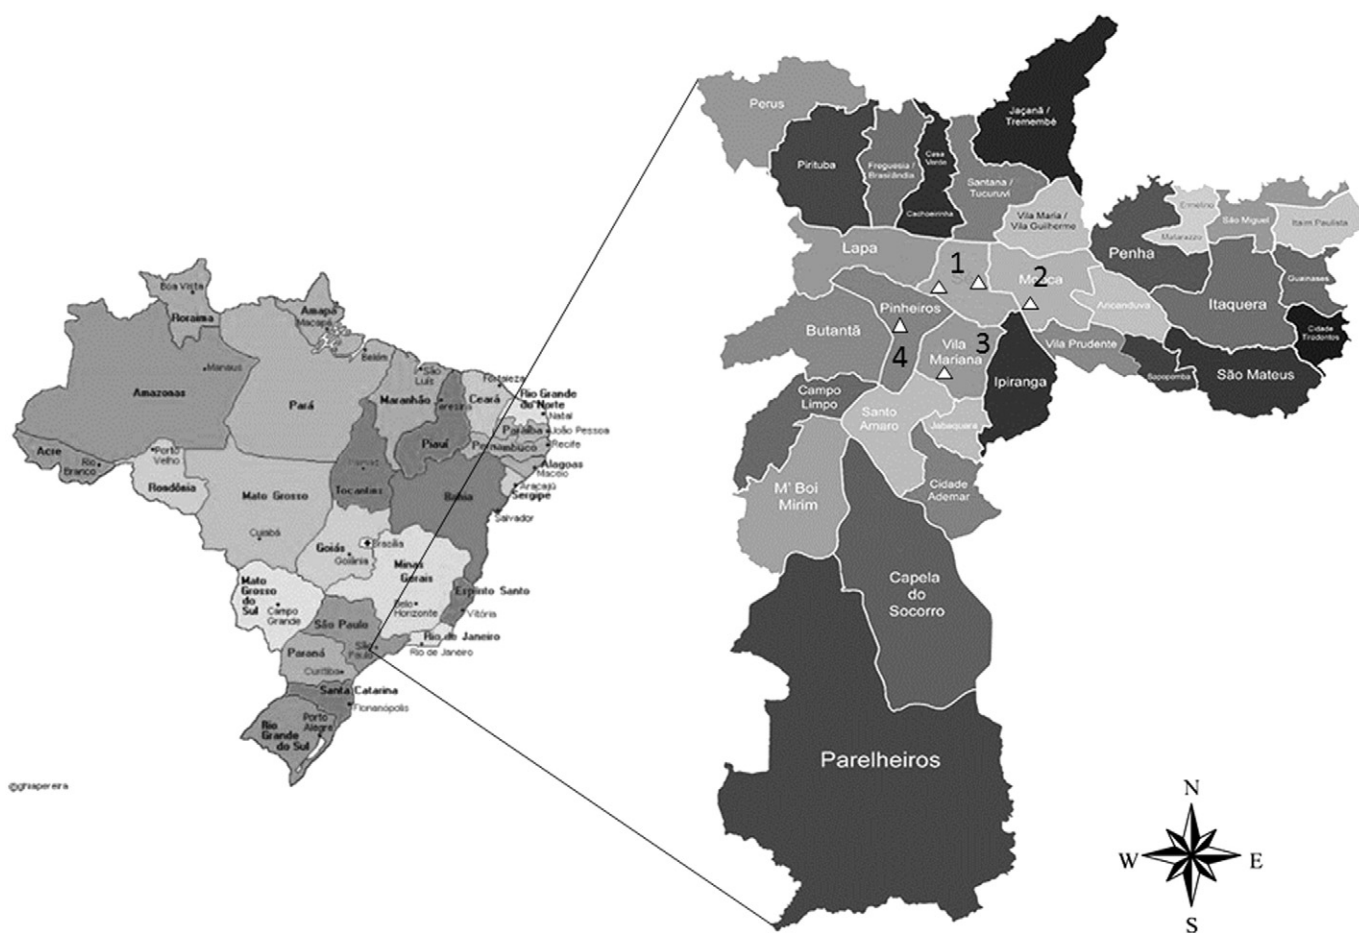 Boa Vista
Roraima
Amapá
Macapá
Belém
São
Luís
Fortaleza
Manaus
Amazonas
Pará
Maranhão
Teresina
Ceará
Rio Grande
do Norte
Natal
Paraíba
João Pessoa
Piauí
Pernambuco
Recife
Acre
Rio
Branco
Porto
Velho
Rondônia
Mato Grosso
Tocantins
Alagoas
Maceio
Aracajú
Sergipe
Bahia
Salvador
Cuiabá
Goiás
Brasília
Goiânia
Minas
Gerais
Mato
Grosso
do
Sul
Campo
Grande
Belo
Horizonte
Espírito Santo
Vitória
São Paulo
São
Paulo
Rio de Janeiro
Rio de Janeiro
Paraná
Curitiba
Santa Catarina
Florianópolis
Rio
Grande
do Sul
Porto
Alegre
@ghiapereira
Perus
Pirituba
Freguesia /
Brasilândia
Casa
Verde
Cachoeirinha
Santana /
Tucuruvi
Jaçanã /
Tremembé
Vila Maria /
Vila Guilherme
Penha
Ermelino
Matarazzo
São Miguel
Itaim Paulista
Lapa
1
Mooca
2
Aricanduva
Itaquera
Guaianases
Cidade
Tiradentes
Butantã
Pinheiros
4
Vila
Mariana
3
Ipiranga
Vila Prudente
Sapopemba
São Mateus
Campo
Limpo
Santo
Amaro
Jabaquara
M' Boi
Mirim
Cidade
Ademar
Capela
do
Socorro
Parelheiros
N
W
E
S